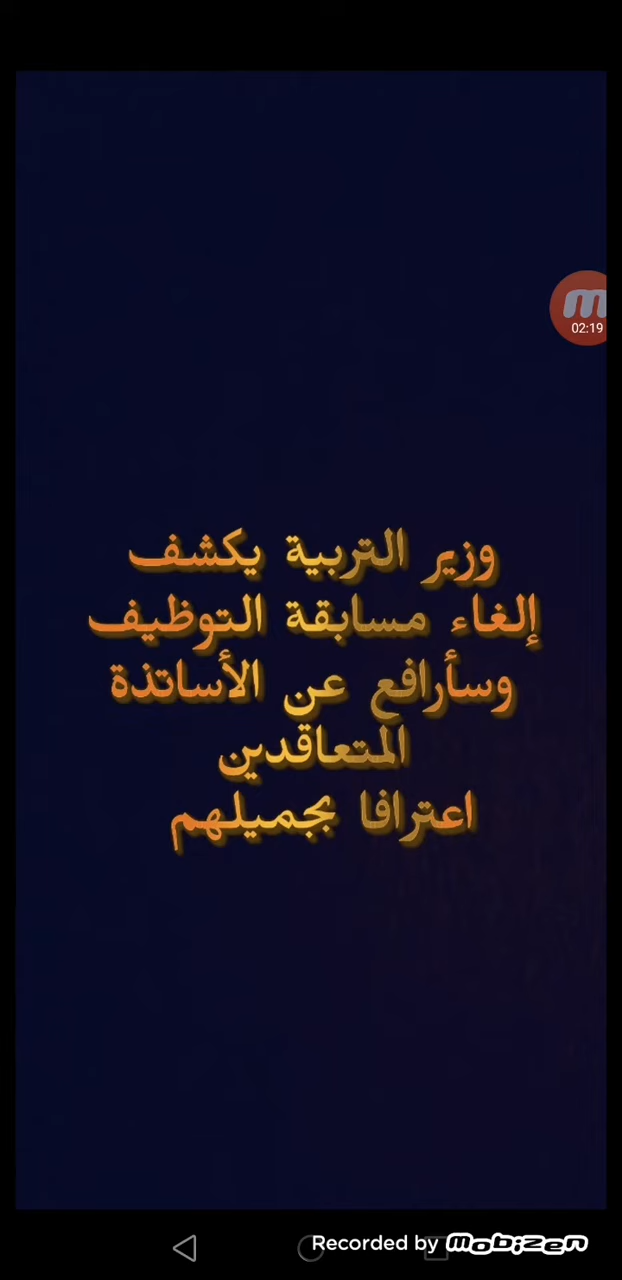 02:19
وزير التربية يكشف
إلغاء مسابقة التوظيف
وسأرافع عن الأساتذة
المتعاقدين
اعترافا بجميلهم
Recorded by mobizen